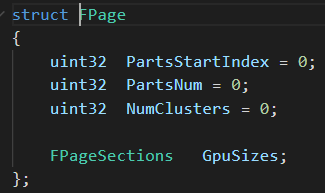 struct FPage
{
uint32 PartsStartIndex = 0;
uint32 PartsNum = 0;
uint32 NumClusters = 0;
FPageSections GpuSizes;
};